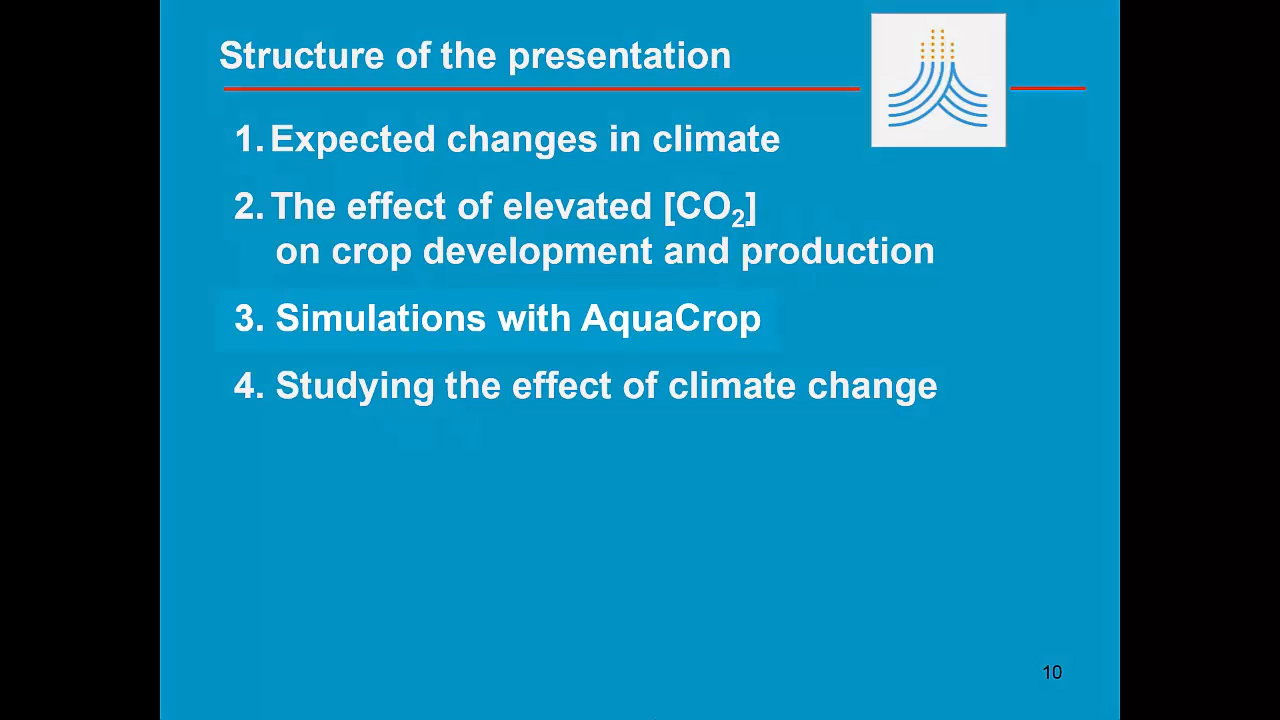 Structure of the presentation
1. Expected changes in climate
2. The effect of elevated [CO₂]
on crop development and production
3. Simulations with AquaCrop
4. Studying the effect of climate change
10